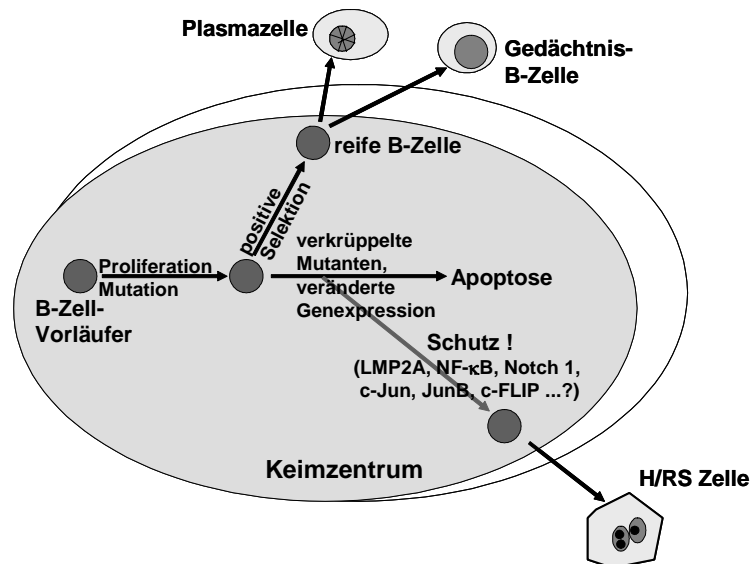 Plasmazelle
Gedächtnis-
B-Zelle
reife B-Zelle
positive
Selektion
Proliferation
Mutation
B-Zell-
Vorläufer
verkrüppelte
Mutanten,
veränderte
Genexpression
Apoptose
Schutz !
(LMP2A, NF-κB, Notch 1,
c-Jun, JunB, c-FLIP ...?)
Keimzentrum
H/RS Zelle